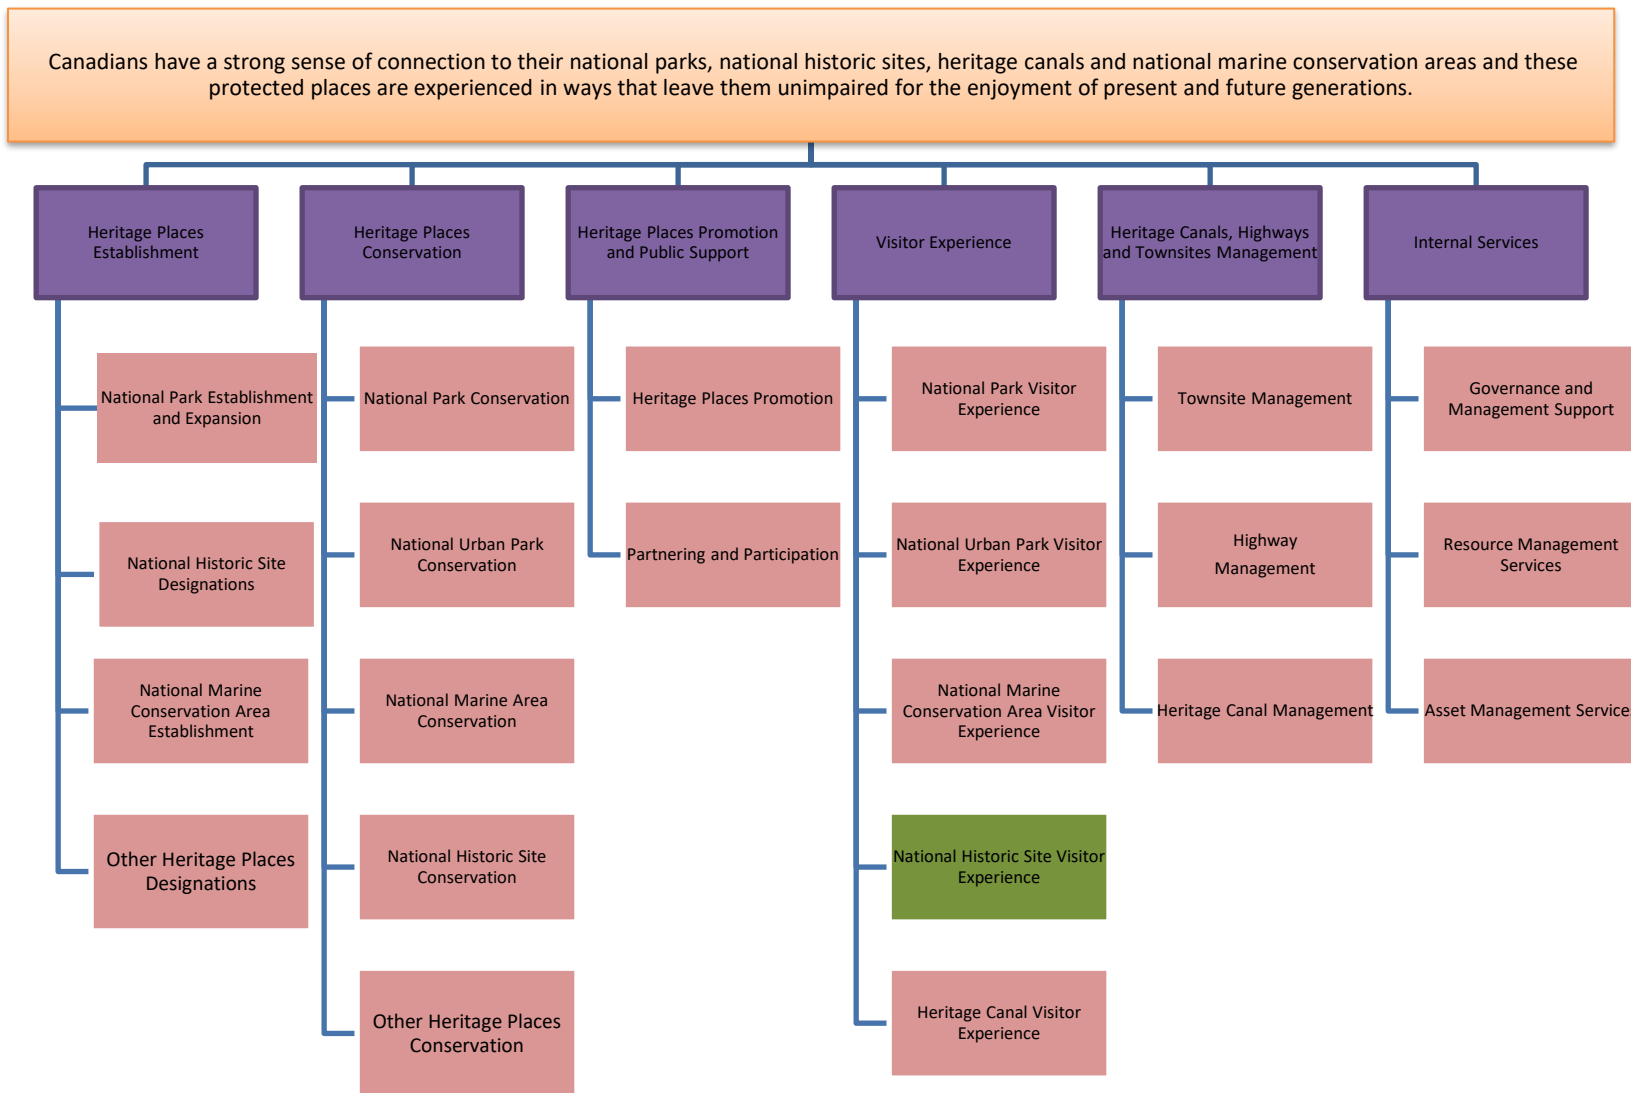 Canadians have a strong sense of connection to their national parks, national historic sites, heritage canals and national marine conservation areas and these
protected places are experienced in ways that leave them unimpaired for the enjoyment of present and future generations.
Heritage Places
Establishment
Heritage Places
Conservation
Heritage Places Promotion
and Public Support
Visitor Experience
Heritage Canals, Highways
and Townsites Management
Internal Services
National Park Establishment
and Expansion
National Historic Site
Designations
National Marine
Conservation Area
Establishment
Other Heritage Places
Designations
National Park Conservation
National Urban Park
Conservation
National Marine Area
Conservation
National Historic Site
Conservation
Other Heritage Places
Conservation
Heritage Places Promotion
Partnering and Participation
National Park Visitor
Experience
National Urban Park Visitor
Experience
National Marine
Conservation Area Visitor
Experience
National Historic Site Visitor
Experience
Heritage Canal Visitor
Experience
Townsite Management
Highway
Management
Heritage Canal Management
Governance and
Management Support
Resource Management
Services
Asset Management Services